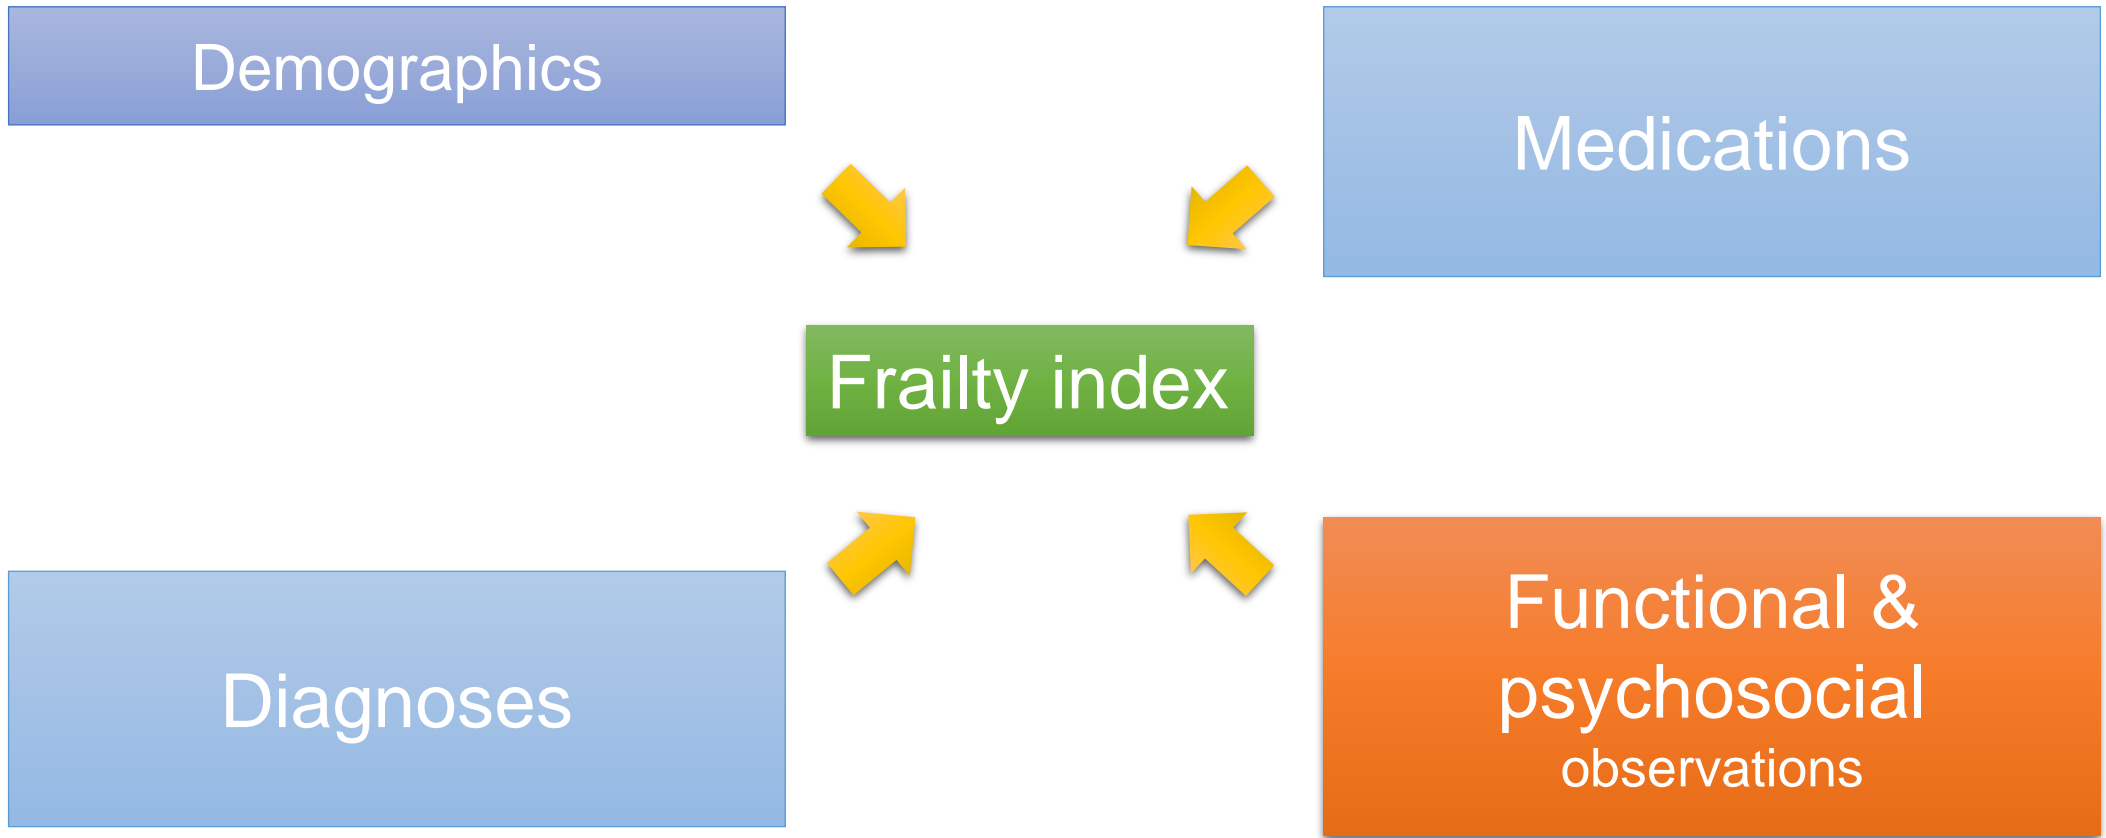 Demographics
Medications
Frailty index
Diagnoses
Functional &
psychosocial
observations